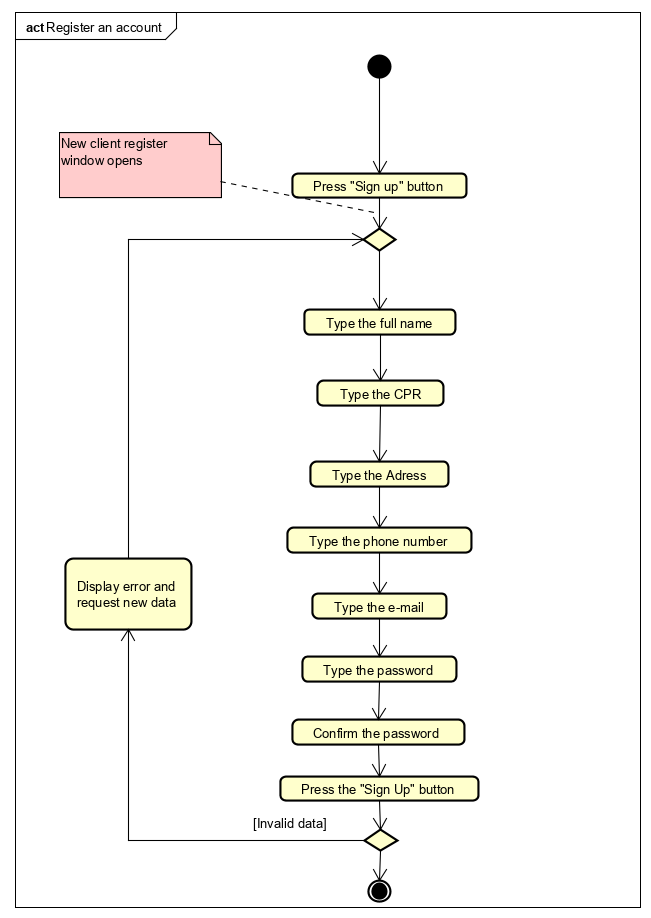 act Register an account
New client register
window opens
Press "Sign up" button
Type the full name
Type the CPR
Type the Adress
Type the phone number
Display error and
request new data
Type the e-mail
Type the password
Confirm the password
Press the "Sign Up" button
[Invalid data]